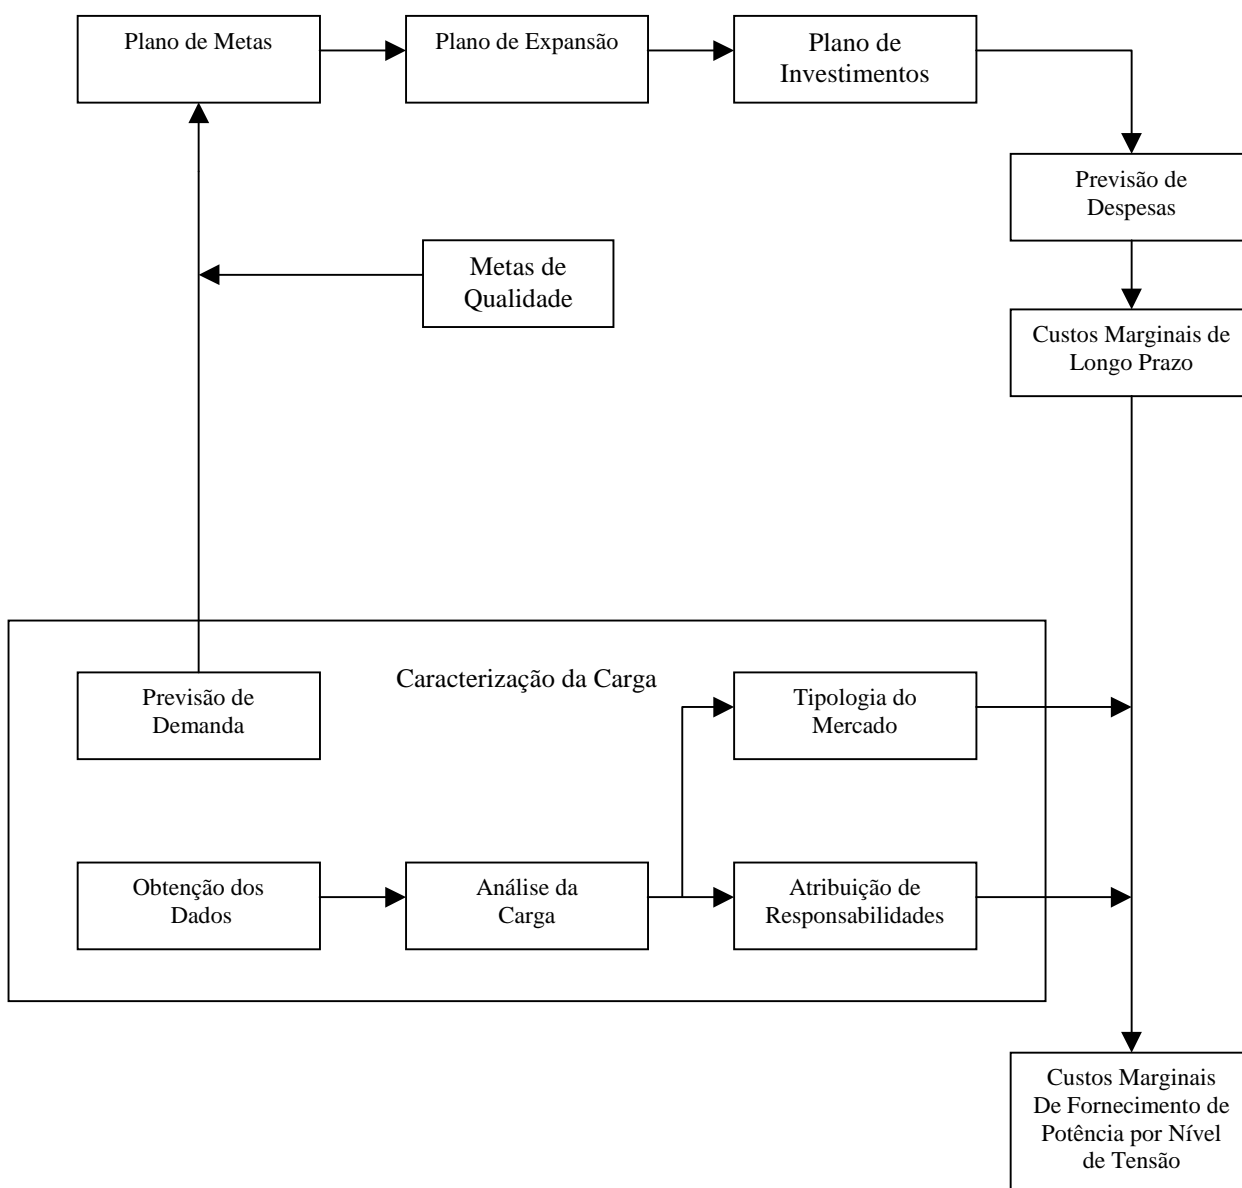 Plano de Metas
Plano de Expansão
Plano de
Investimentos
Previsão de
Despesas
Metas de
Qualidade
Custos Marginais de
Longo Prazo
Caracterização da Carga
Previsão de
Demanda
Tipologia do
Mercado
Obtenção dos
Dados
Análise da
Carga
Atribuição de
Responsabilidades
Custos Marginais
De Fornecimento de
Potência por Nível
de Tensão